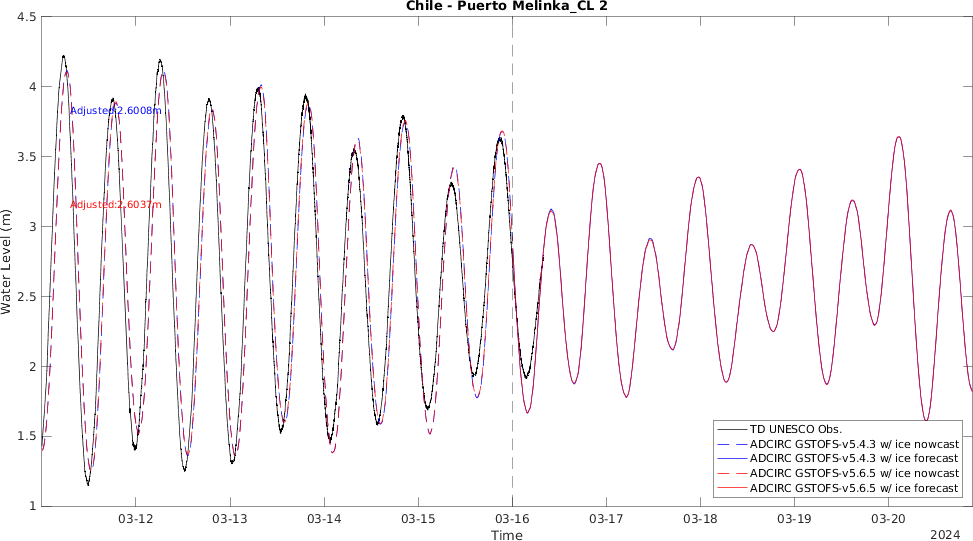 Chile - Puerto Melinka_CL 2
4.5
4
3.5
3
2.5
2
1.5
1
Water Level (m)
Adjusted:2.6008m
Adjusted:2.6037m
TD UNESCO Obs.
ADCIRC GSTOFS-v5.4.3 w/ ice nowcast
ADCIRC GSTOFS-v5.4.3 w/ ice forecast
ADCIRC GSTOFS-v5.6.5 w/ ice nowcast
ADCIRC GSTOFS-v5.6.5 w/ ice forecast
03-12 03-13 03-14 03-15 03-16 03-17 03-18 03-19 03-20
Time
2024